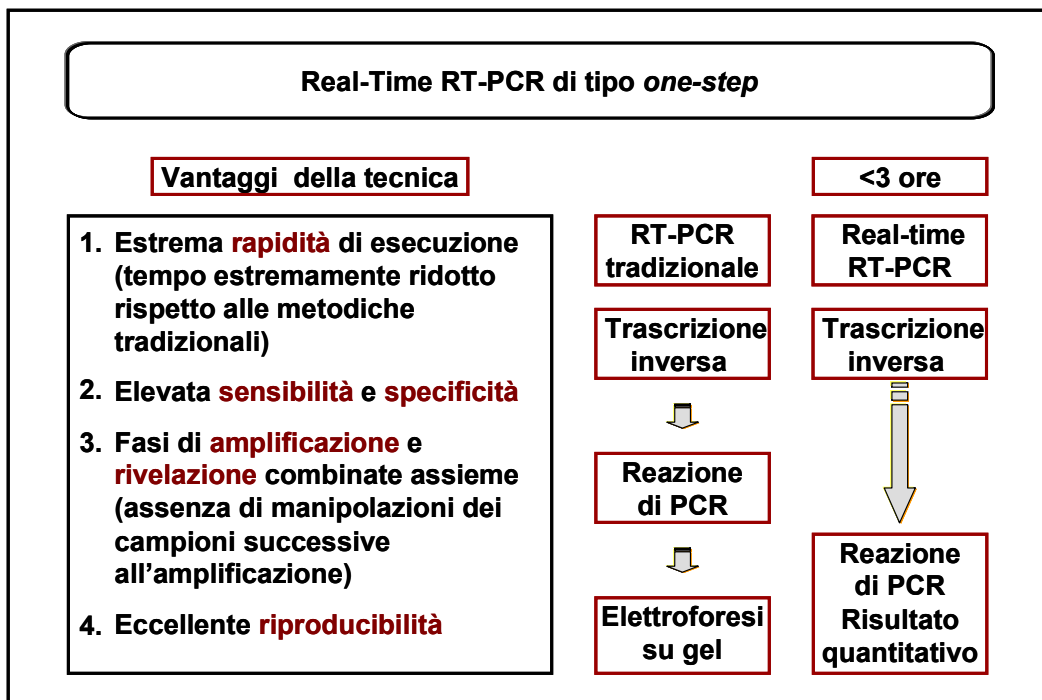 Real-Time RT-PCR di tipo one-step
Vantaggi della tecnica
1. Estrema rapidità di esecuzione
(tempo estremamente ridotto
rispetto alle metodiche
tradizionali)
2. Elevata sensibilità e specificità
3. Fasi di amplificazione e
rivelazione combinate assieme
(assenza di manipolazioni dei
campioni successive
all'amplificazione)
4. Eccellente riproducibilità
RT-PCR
tradizionale
Trascrizione
inversa
Reazione
di PCR
Elettroforesi
su gel
<3 ore
Real-time
RT-PCR
Trascrizione
inversa
Reazione
di PCR
Risultato
quantitativo